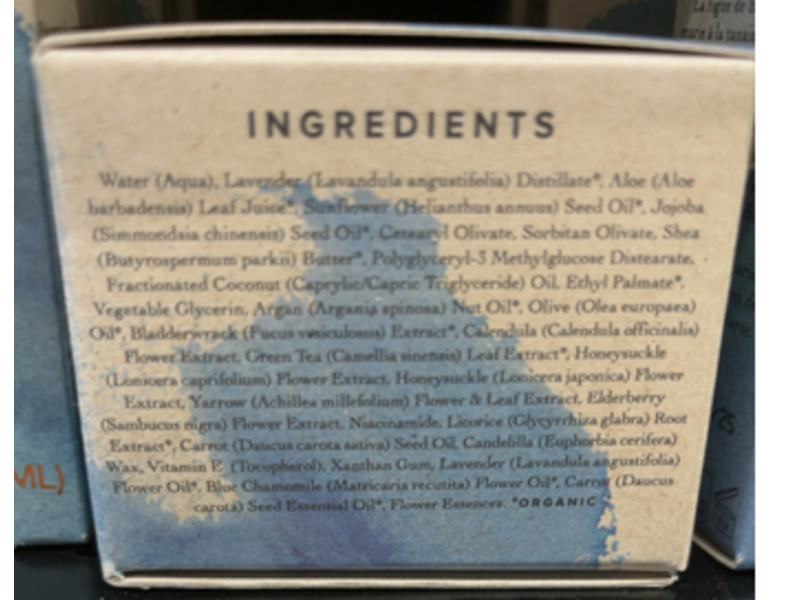 La ligne de
marie à la
INGREDIENTS
Water (Aqua), Lavender (Lavandula angustifolia) Distillate*, Aloe (Aloe
barbadensis) Leaf Juice*, Sunflower (Helianthus annuus) Seed Oil*, Jojoba
(Simmondsia chinensis) Seed Oil*, Cetearyl Olivate, Sorbitan Olivate, Shea
(Butyrospermum parkii) Butter*, Polyglyceryl-3 Methylglucose Distearate,
Fractionated Coconut (Caprylic/Capric Triglyceride) Oil, Ethyl Palmate*,
Vegetable Glycerin, Argan (Argania spinosa) Nut Oil*, Olive (Olea europaea)
Oil*, Bladderwrack (Fucus vesiculosus) Extract*, Calendula (Calendula officinalis)
Flower Extract, Green Tea (Camellia sinensis) Leaf Extract*, Honeysuckle
(Lonicera caprifolium) Flower Extract, Honeysuckle (Lonicera japonica) Flower
Extract, Yarrow (Achillea millefolium) Flower & Leaf Extract, Elderberry
(Sambucus nigra) Flower Extract, Niacinamide, Licorice (Glycyrrhiza glabra) Root
Extract*, Carrot (Daucus carota sativa) Seed Oil, Candelilla (Euphorbia cerifera)
Wax, Vitamin E (Tocopherol), Xanthan Gum, Lavender (Lavandula angustifolia)
Flower Oil*, Blue Chamomile (Matricaria recutita) Flower Oil*, Carrot (Daucus
carota) Seed Essential Oil*, Flower Essences. *ORGANIC
ML)